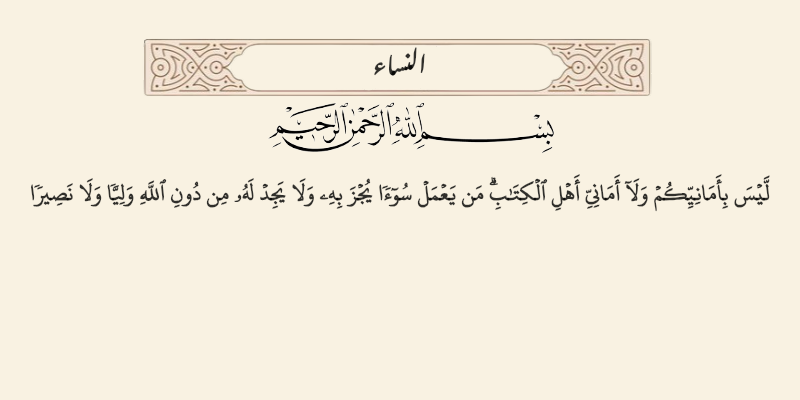 النساء
بِسْمِ ٱللَّهِ ٱلرَّحْمَٰنِ ٱلرَّحِيمِ
لَّيْسَ بِأَمَانِيِّكُمْ وَلَآ أَمَانِىِّ أَهْلِ ٱلْكِتَٰبِ ۗ مَن يَعْمَلْ سُوٓءًا يُجْزَ بِهِۦ وَلَا يَجِدْ لَهُۥ مِن دُونِ ٱللَّهِ وَلِيًّا وَلَا نَصِيرًا